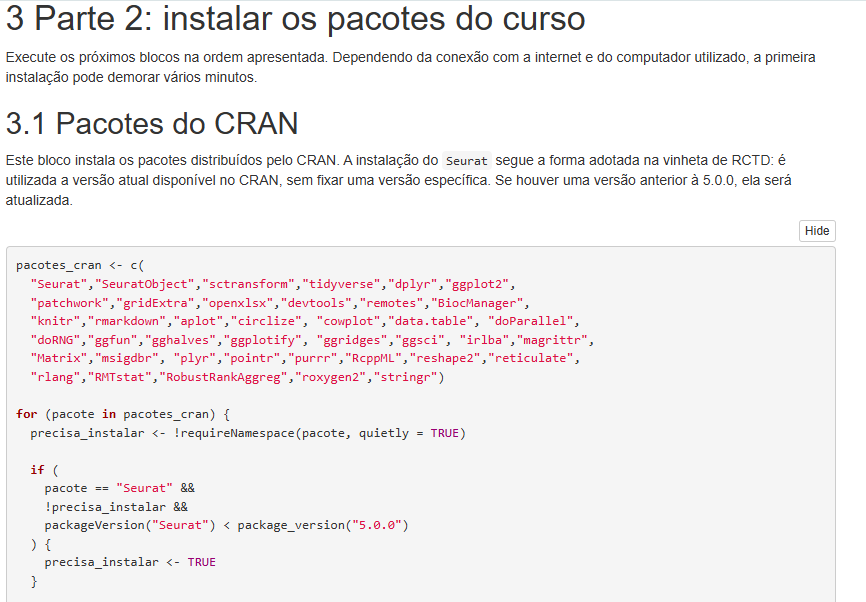 3 Parte 2: instalar os pacotes do curso
Execute os próximos blocos na ordem apresentada. Dependendo da conexão com a internet e do computador utilizado, a primeira
instalação pode demorar vários minutos.
3.1 Pacotes do CRAN
Este bloco instala os pacotes distribuídos pelo CRAN. A instalação do Seurat segue a forma adotada na vinheta de RCTD: é
utilizada a versão atual disponível no CRAN, sem fixar uma versão específica. Se houver uma versão anterior à 5.0.0, ela será
atualizada.
Hide
pacotes_cran <- c(
  "Seurat","SeuratObject","sctransform","tidyverse","dplyr","ggplot2",
  "patchwork","gridExtra","openxlsx","devtools","remotes","BiocManager",
  "knitr","rmarkdown","aplot","circlize", "cowplot","data.table", "doParallel",
  "doRNG","ggfun","gghalves","ggplotify", "ggridges","ggsci", "irlba","magrittr",
  "Matrix","msigdbr", "plyr","pointr","purrr","RcppML","reshape2","reticulate",
  "rlang","RMTstat","RobustRankAggreg","roxygen2","stringr")
for (pacote in pacotes_cran) {
  precisa_instalar <- !requireNamespace(pacote, quietly = TRUE)
  if (
    pacote == "Seurat" &&
    !precisa_instalar &&
    packageVersion("Seurat") < package_version("5.0.0")
  ) {
    precisa_instalar <- TRUE
  }